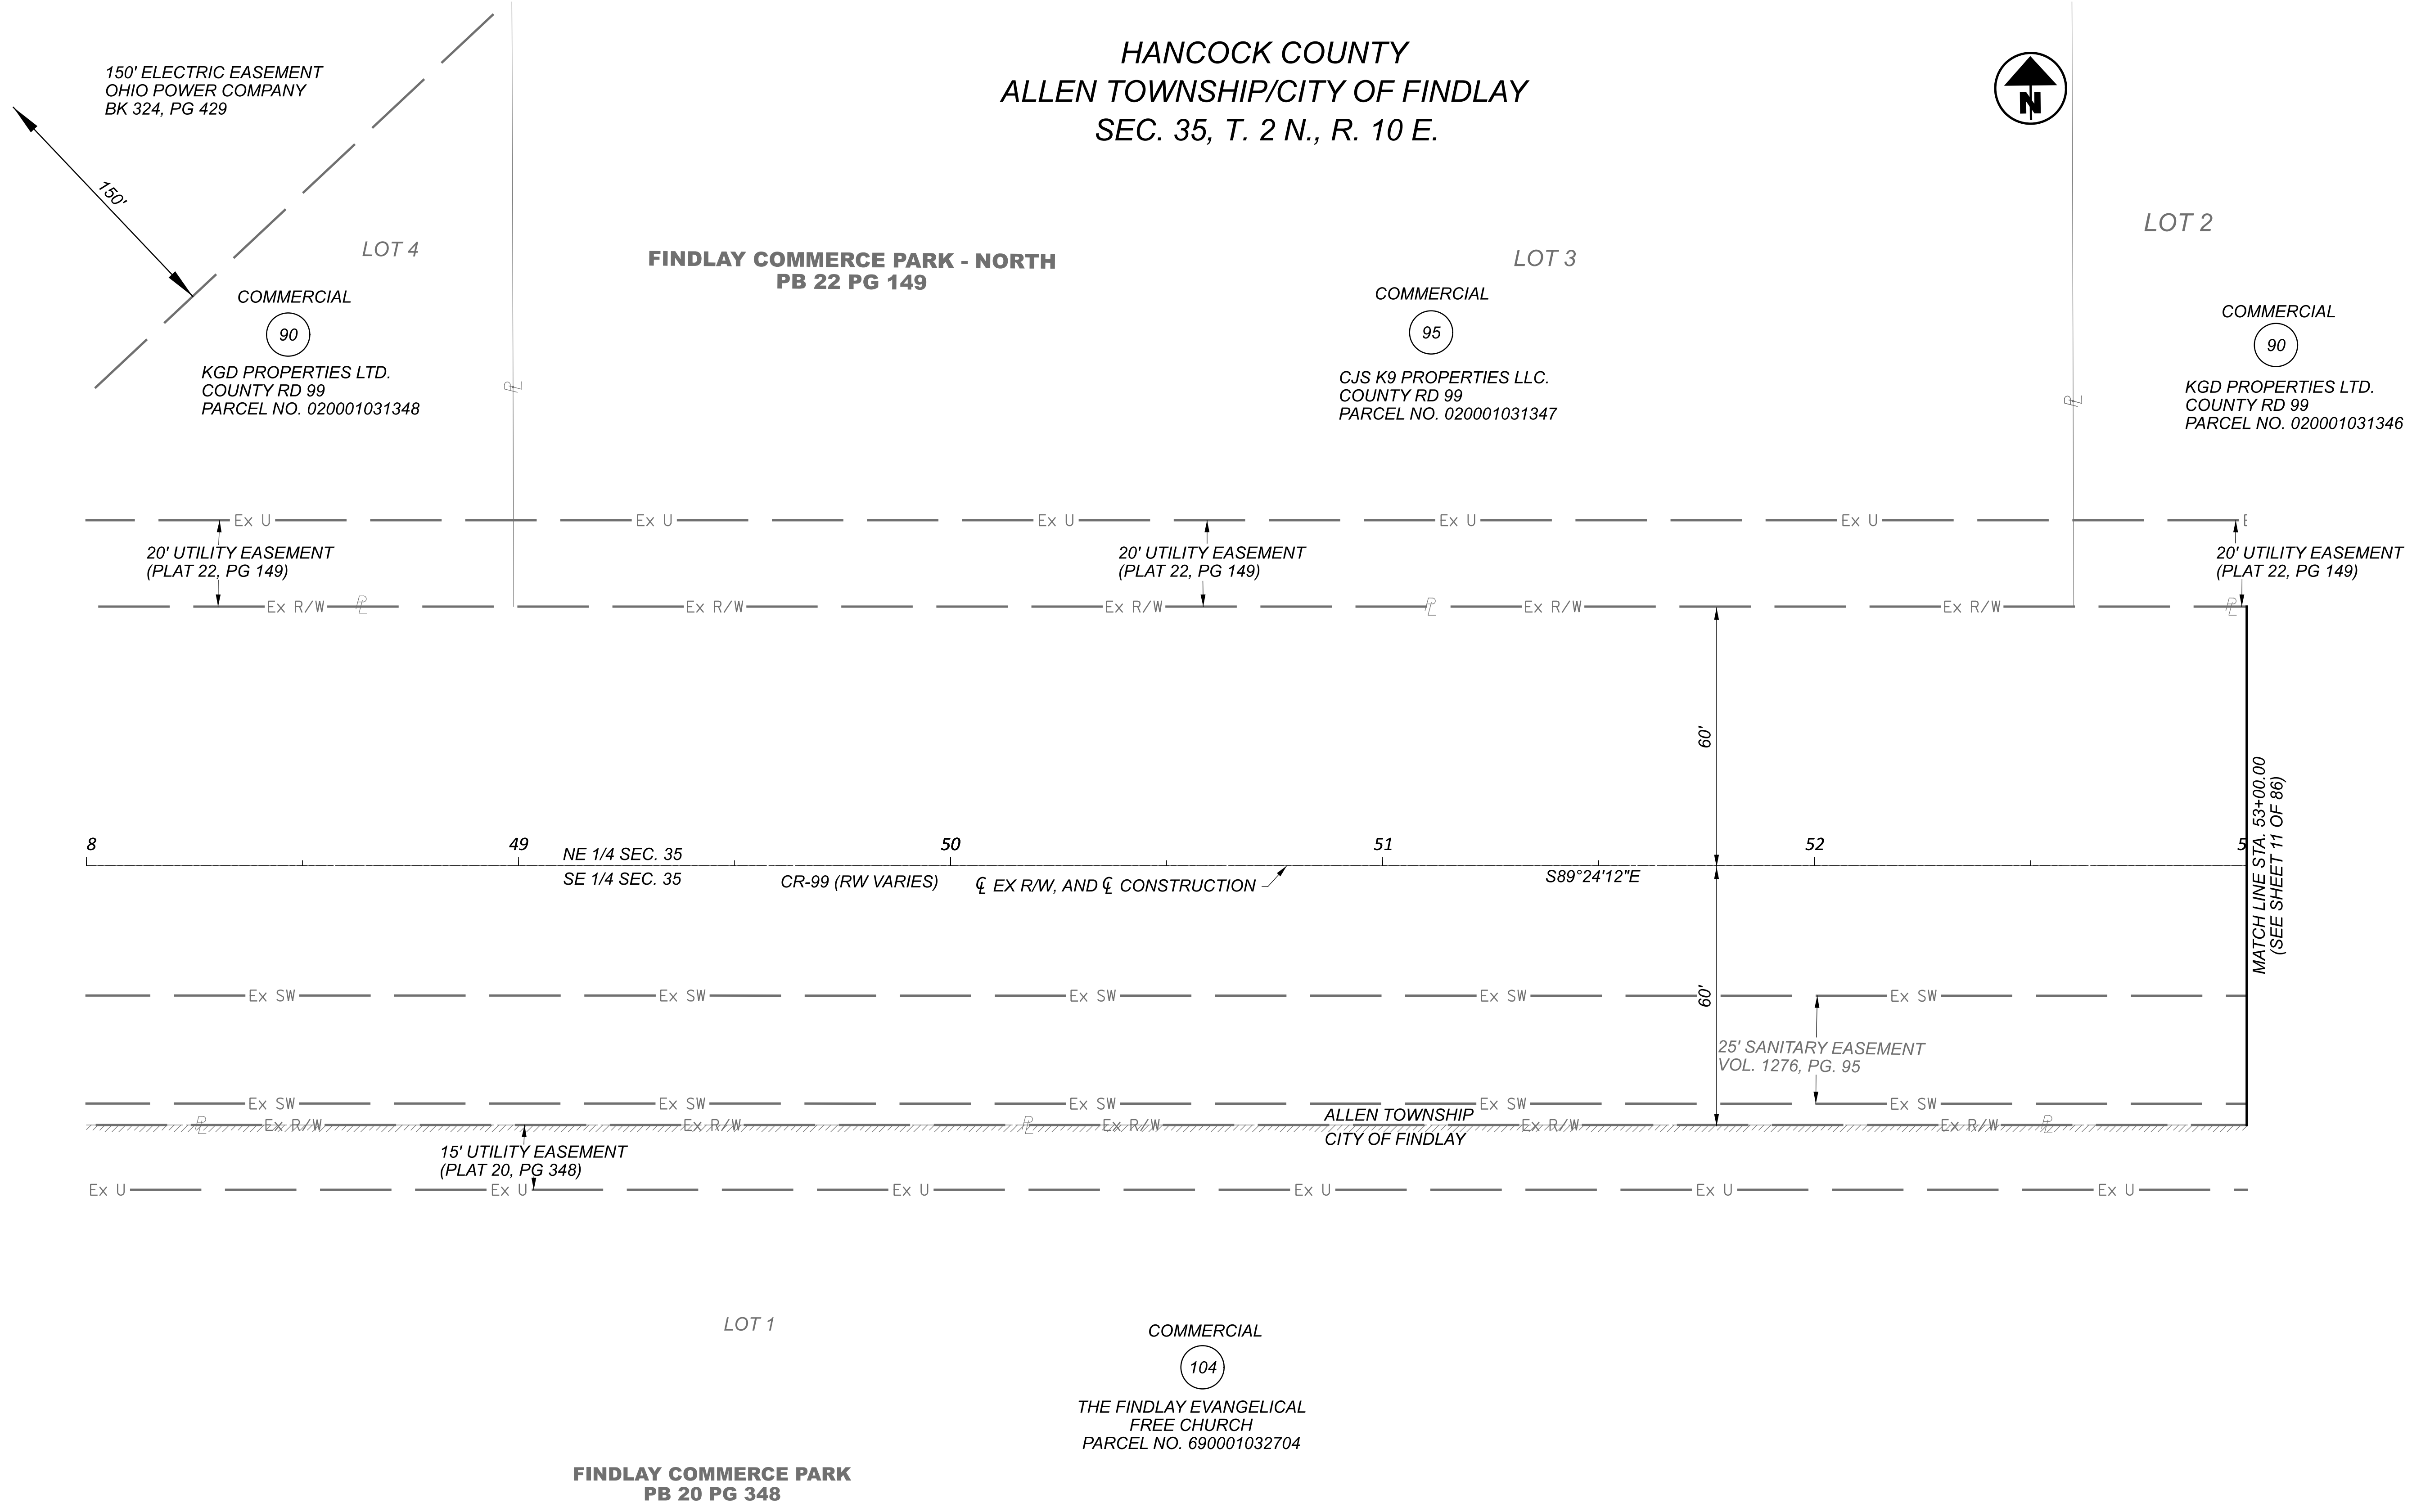 HANCOCK COUNTY
ALLEN TOWNSHIP/CITY OF FINDLAY
SEC. 35, T. 2 N., R. 10 E.
N
150' ELECTRIC EASEMENT
OHIO POWER COMPANY
BK 324, PG 429
150'
LOT 4
FINDLAY COMMERCE PARK - NORTH
PB 22 PG 149
LOT 3
LOT 2
COMMERCIAL
90
KGD PROPERTIES LTD.
COUNTY RD 99
PARCEL NO. 020001031348
COMMERCIAL
95
CJS K9 PROPERTIES LLC.
COUNTY RD 99
PARCEL NO. 020001031347
COMMERCIAL
90
KGD PROPERTIES LTD.
COUNTY RD 99
PARCEL NO. 020001031346
PL
PL
Ex U Ex U Ex U Ex U Ex U E
20' UTILITY EASEMENT
(PLAT 22, PG 149)
20' UTILITY EASEMENT
(PLAT 22, PG 149)
20' UTILITY EASEMENT
(PLAT 22, PG 149)
Ex R/W PL Ex R/W Ex R/W PL Ex R/W Ex R/W PL
60'
8 49 50 51 52 5
NE 1/4 SEC. 35
SE 1/4 SEC. 35
CR-99 (RW VARIES)
℄ EX R/W, AND ℄ CONSTRUCTION
S89°24'12"E
MATCH LINE STA. 53+00.00
(SEE SHEET 11 OF 86)
60'
Ex SW Ex SW Ex SW Ex SW Ex SW
25' SANITARY EASEMENT
VOL. 1276, PG. 95
Ex SW Ex SW Ex SW Ex SW Ex SW
ALLEN TOWNSHIP
PL Ex R/W Ex R/W PL Ex R/W Ex R/W Ex R/W PL
CITY OF FINDLAY
15' UTILITY EASEMENT
(PLAT 20, PG 348)
Ex U Ex U Ex U Ex U Ex U Ex U
LOT 1
COMMERCIAL
104
THE FINDLAY EVANGELICAL
FREE CHURCH
PARCEL NO. 690001032704
FINDLAY COMMERCE PARK
PB 20 PG 348